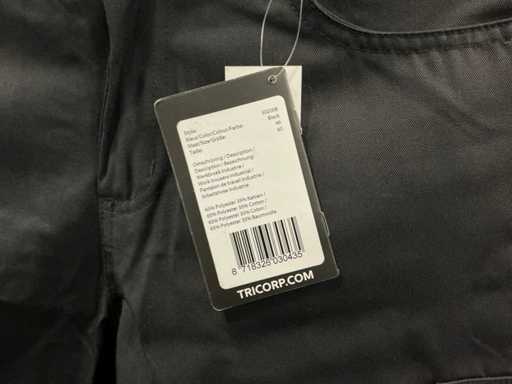 Style:
Kleur/Color/Colour/Farbe: Black
Maat/Size/Größe:
Taille:
Omschrijving / Description /
Description / Bezeichnung:
Werkbroek Industrie /
Work trousers Industrial /
Pantalon de travail Industrie /
Arbeitshose Industrie
65% Polyester 35% Katoen /
65% Polyester 35% Cotton /
65% Polyester 35% Coton /
65% Polyester 35% Baumwolle
8 718326 030435
TRICORP.COM